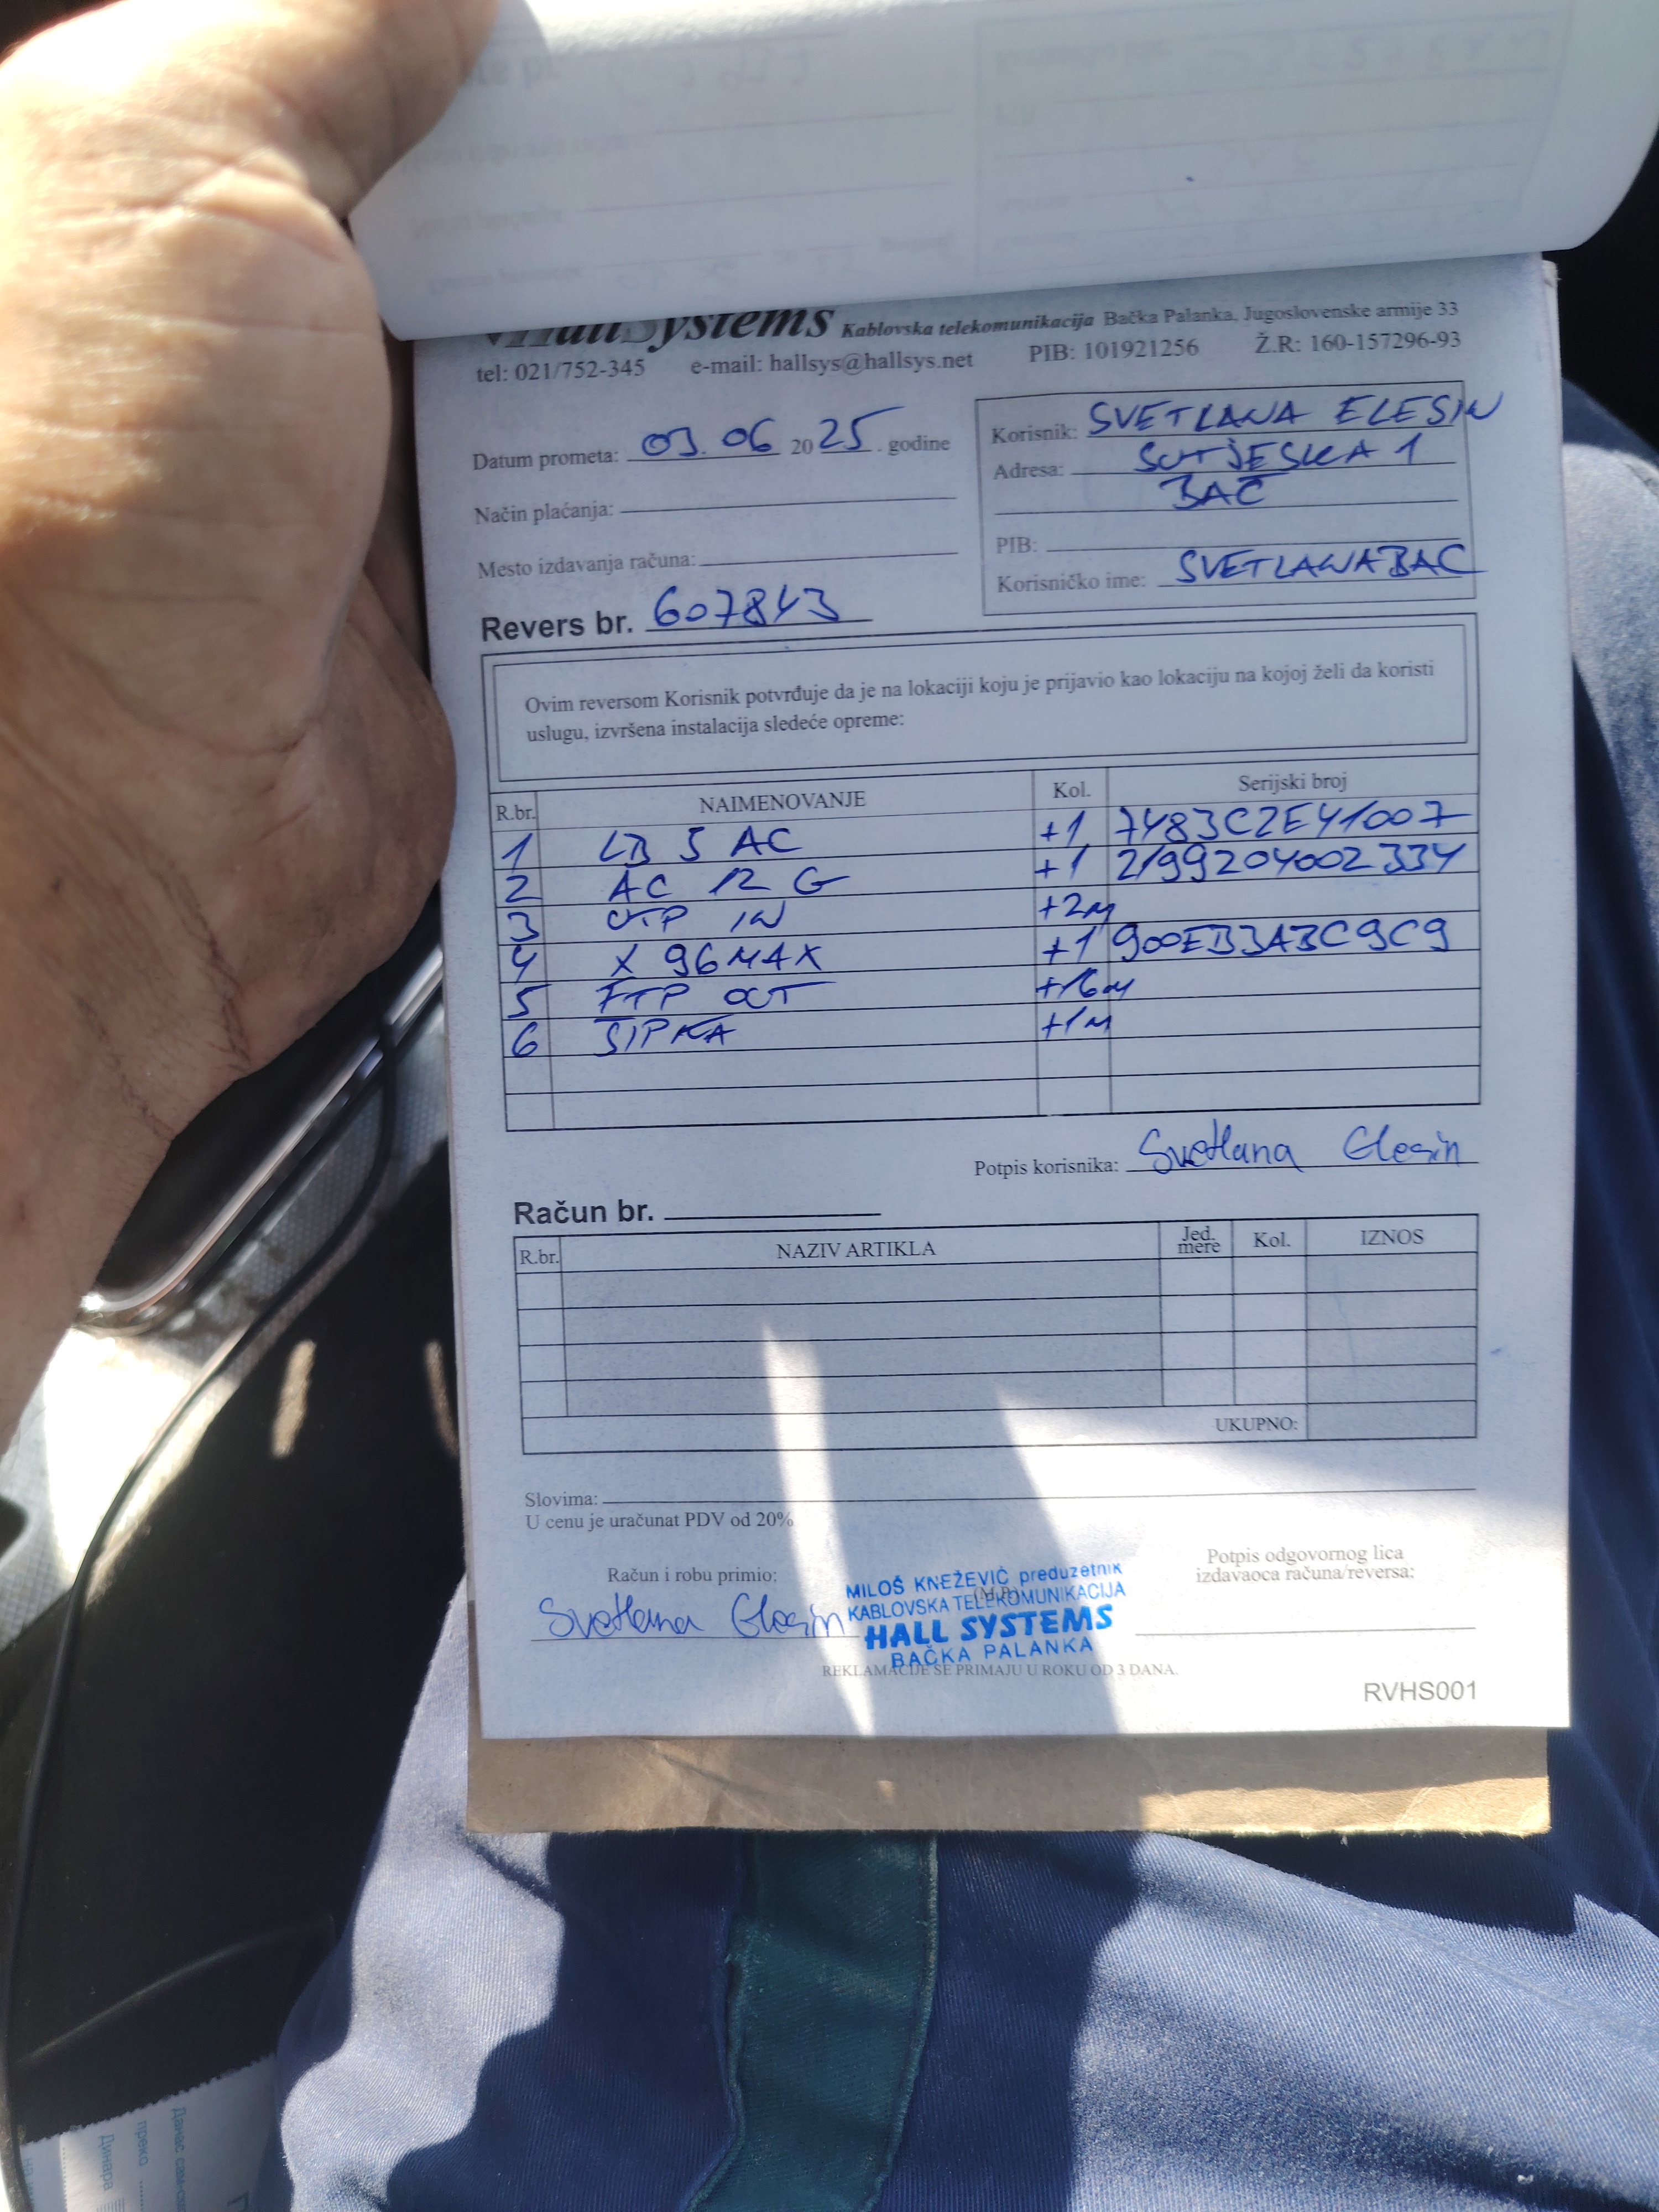 HallSystems Kablovska telekomunikacija Bačka Palanka, Jugoslovenske armije 33
tel: 021/752-345 e-mail: hallsys@hallsys.net PIB: 101921256 Ž.R: 160-157296-93
Datum prometa: 03. 06 2025. godine
Način plaćanja:
Mesto izdavanja računa:
Revers br. 607843
Korisnik: SVETLANA ELESIN
Adresa: SUTJESKA 1
BAČ
PIB:
Korisničko ime: SVETLANABAC
Ovim reversom Korisnik potvrđuje da je na lokaciji koju je prijavio kao lokaciju na kojoj želi da koristi
uslugu, izvršena instalacija sledeće opreme:
R.br. NAIMENOVANJE Kol. Serijski broj
1 LB 5 AC +1 7483C2E41007
2 AC 12 G +1 2199204002334
3 UTP IN +2M
4 X 96 MAX +1 900EB3A3C9C9
5 FTP OUT +16M
6 ŠIPKA +1M
Potpis korisnika: Svetlana Elesin
Račun br.
R.br. NAZIV ARTIKLA Jed. mere Kol. IZNOS
UKUPNO:
Slovima:
U cenu je uračunat PDV od 20%
Račun i robu primio:
Svetlana Elesin
MILOŠ KNEŽEVIĆ preduzetnik
(M.P.)
KABLOVSKA TELEKOMUNIKACIJA
HALL SYSTEMS
BAČKA PALANKA
Potpis odgovornog lica
izdavaoca računa/reversa:
REKLAMACIJE SE PRIMAJU U ROKU OD 3 DANA.
RVHS001
Данас сам
преко
Динара